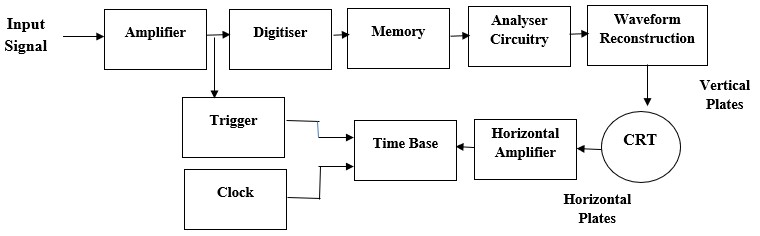 Input
Signal
Amplifier
Digitiser
Memory
Analyser
Circuitry
Waveform
Reconstruction
Vertical
Plates
Trigger
Time Base
Horizontal
Amplifier
CRT
Clock
Horizontal
Plates